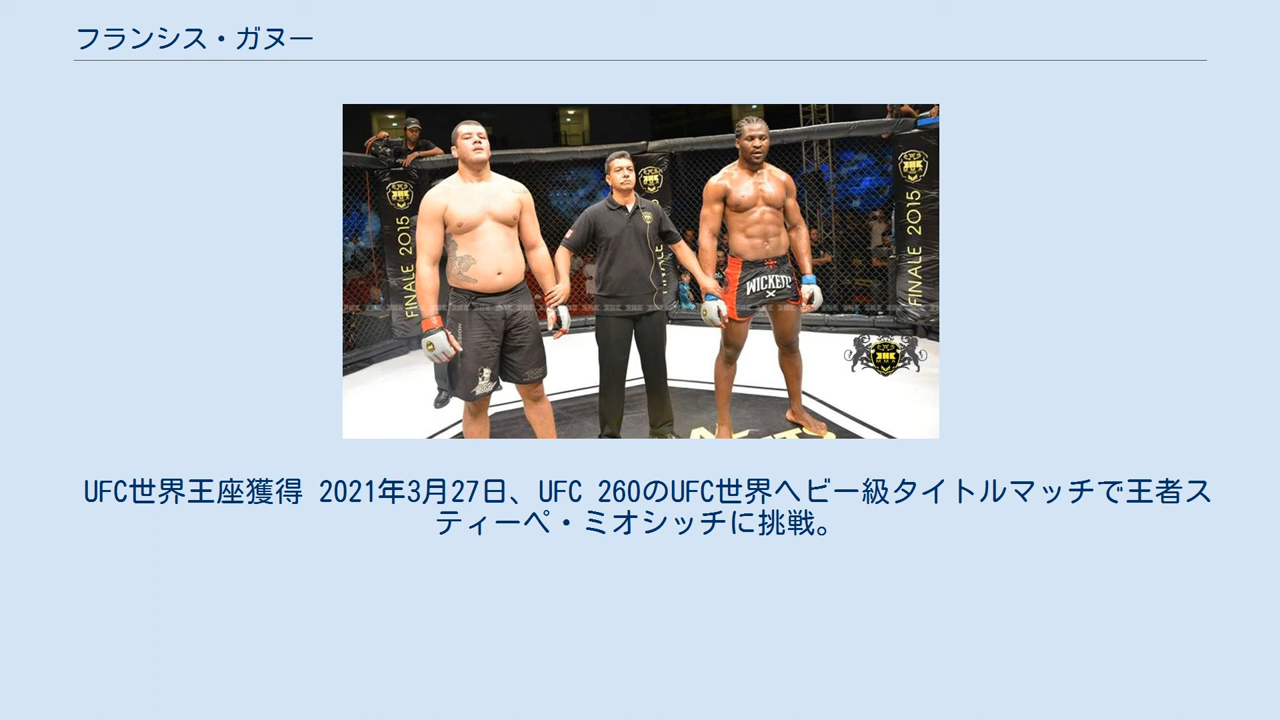 フランシス・ガヌー
FINALE 2015
FINALE 2015
WICKED
X
KHK
MMA
UFC世界王座獲得 2021年3月27日、UFC 260のUFC世界ヘビー級タイトルマッチで王者ス
ティーペ・ミオシッチに挑戦。